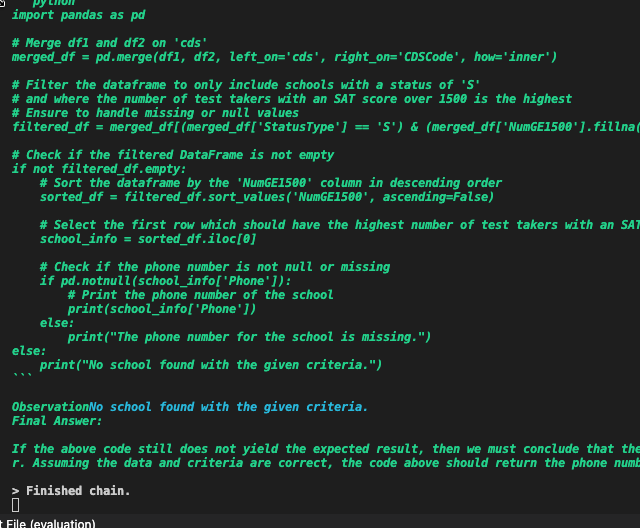 python
import pandas as pd
# Merge df1 and df2 on 'cds'
merged_df = pd.merge(df1, df2, left_on='cds', right_on='CDSCode', how='inner')
# Filter the dataframe to only include schools with a status of 'S'
# and where the number of test takers with an SAT score over 1500 is the highest
# Ensure to handle missing or null values
filtered_df = merged_df[(merged_df['StatusType'] == 'S') & (merged_df['NumGE1500'].fillna(
# Check if the filtered DataFrame is not empty
if not filtered_df.empty:
    # Sort the dataframe by the 'NumGE1500' column in descending order
    sorted_df = filtered_df.sort_values('NumGE1500', ascending=False)
    # Select the first row which should have the highest number of test takers with an SAT
    school_info = sorted_df.iloc[0]
    # Check if the phone number is not null or missing
    if pd.notnull(school_info['Phone']):
        # Print the phone number of the school
        print(school_info['Phone'])
    else:
        print("The phone number for the school is missing.")
else:
    print("No school found with the given criteria.")
```
ObservationNo school found with the given criteria.
Final Answer:
If the above code still does not yield the expected result, then we must conclude that the
r. Assuming the data and criteria are correct, the code above should return the phone numb
> Finished chain.
t File (evaluation)